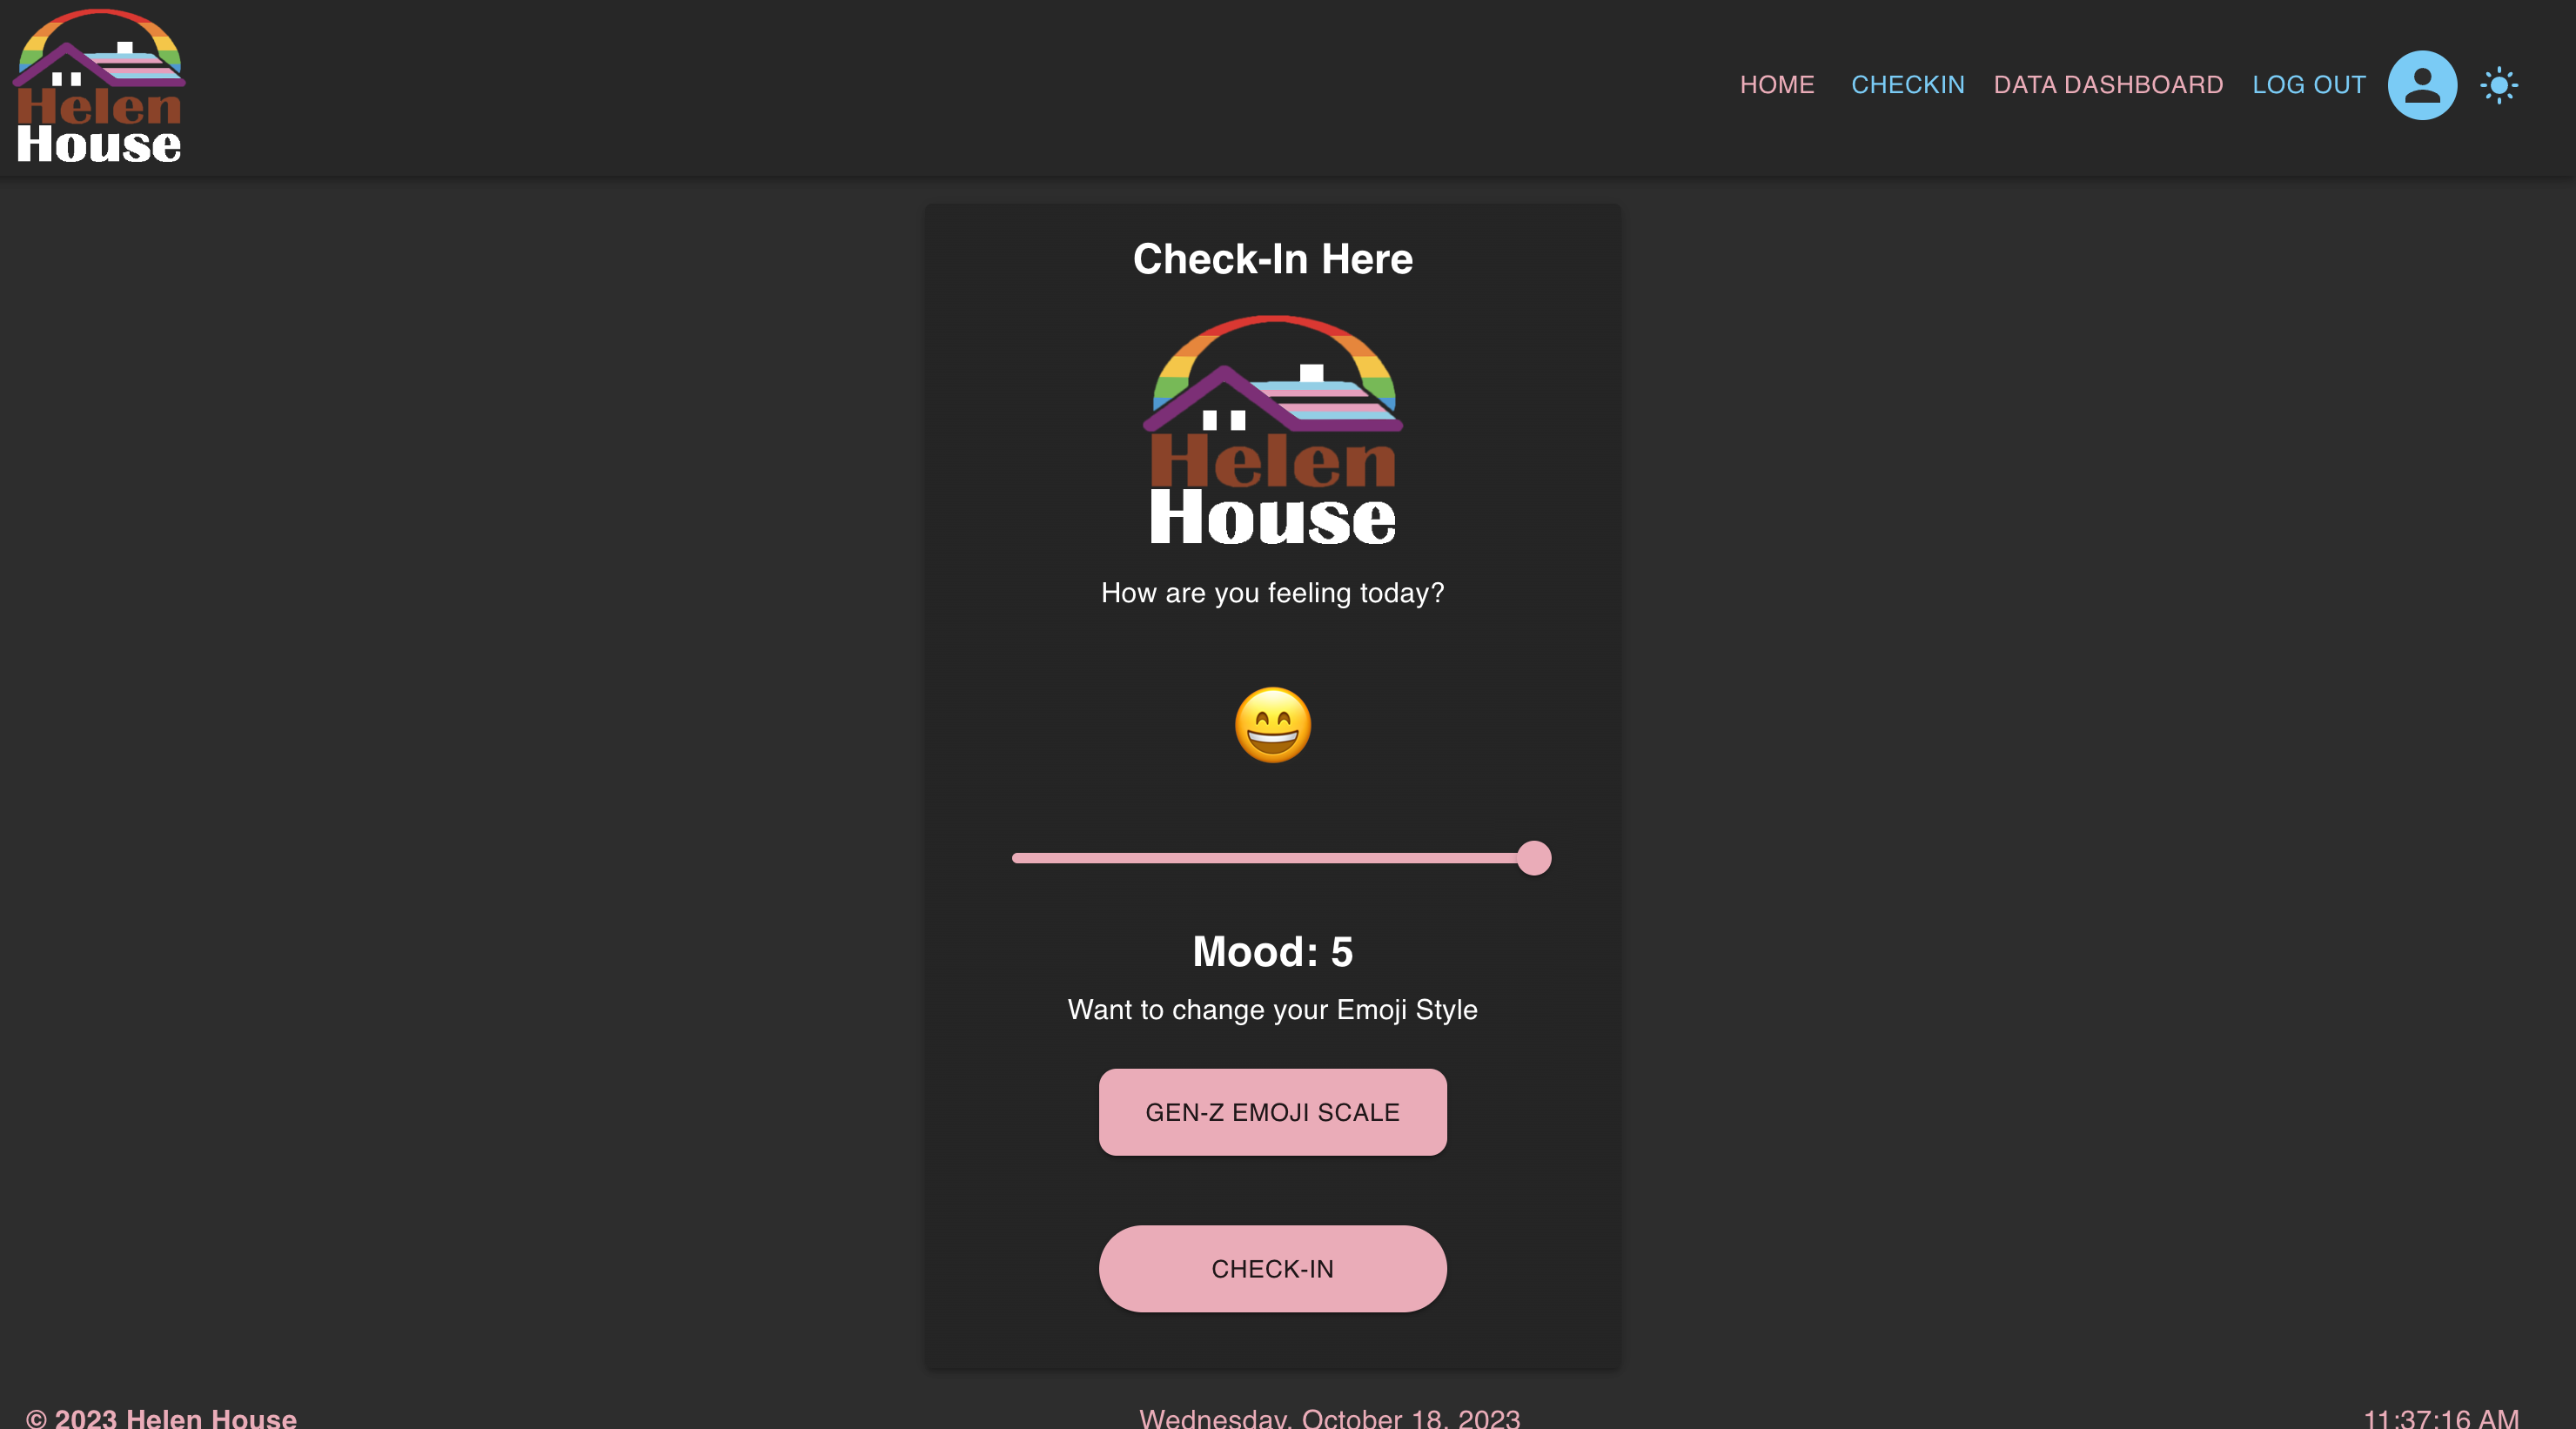 Helen
House
HOME CHECKIN DATA DASHBOARD LOG OUT
Check-In Here
Helen
House
How are you feeling today?
Mood: 5
Want to change your Emoji Style
GEN-Z EMOJI SCALE
CHECK-IN
© 2023 Helen House Wednesday, October 18, 2023 11:37:16 AM